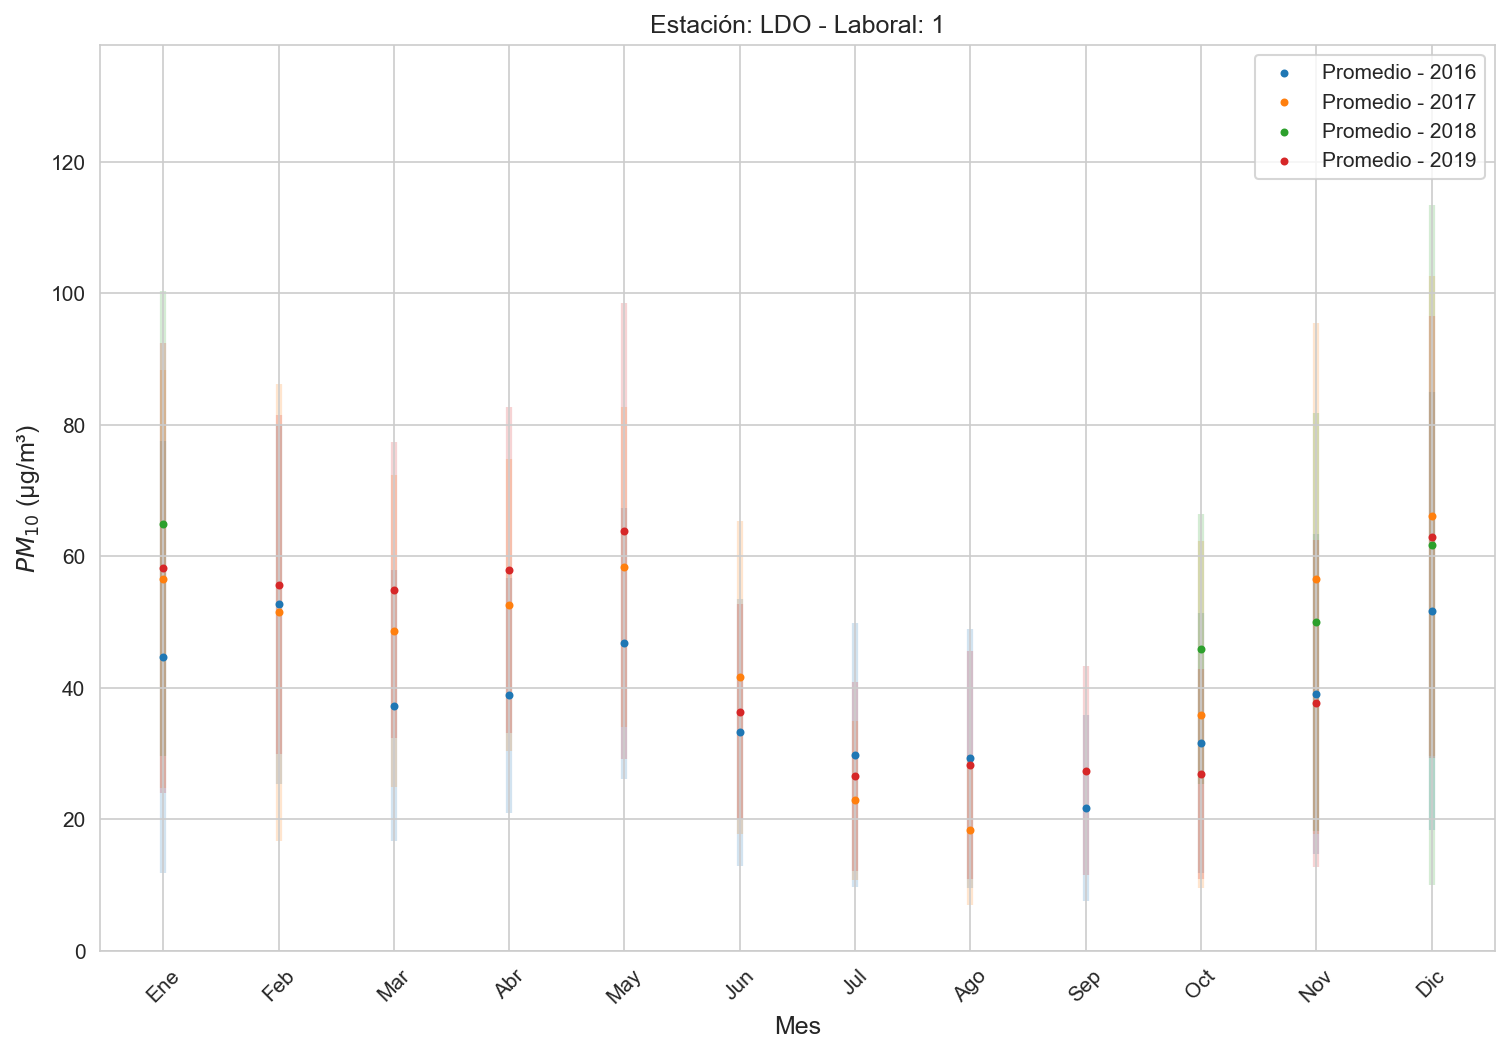 Estación: LDO - Laboral: 1
Promedio - 2016
Promedio - 2017
Promedio - 2018
Promedio - 2019
120
100
80
60
40
20
0
PM₁₀ (µg/m³)
Ene
Feb
Mar
Abr
May
Jun
Jul
Ago
Sep
Oct
Nov
Dic
Mes